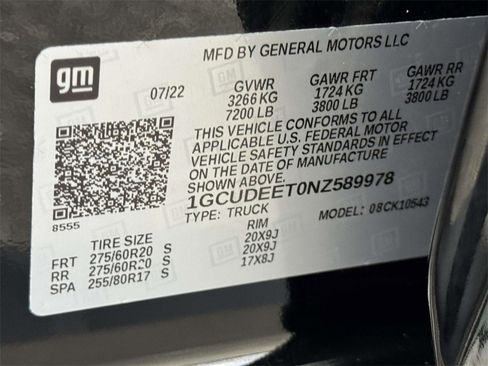 MFD BY GENERAL MOTORS LLC
gm
07/22 GVWR GAWR FRT GAWR RR
3266 KG 1724 KG 1724 KG
7200 LB 3800 LB 3800 LB
THIS VEHICLE CONFORMS TO ALL
APPLICABLE U.S. FEDERAL MOTOR
VEHICLE SAFETY STANDARDS IN EFFECT
ON THE DATE OF MANUFACTURE
SHOWN ABOVE.
1GCUDEET0NZ589978
8555
TYPE: TRUCK MODEL: 08CK10543
TIRE SIZE RIM
FRT 275/60R20 S 20X9J
RR 275/60R20 S 20X9J
SPA 255/80R17 S 17X8J